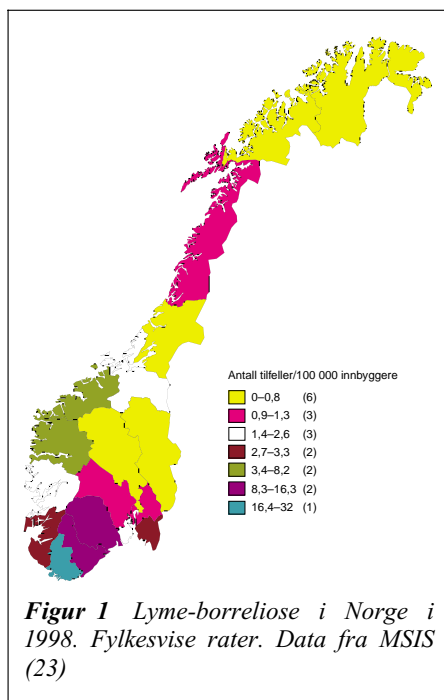 Antall tilfeller/100 000 innbyggere
0–0,8 (6)
0,9–1,3 (3)
1,4–2,6 (3)
2,7–3,3 (2)
3,4–8,2 (2)
8,3–16,3 (2)
16,4–32 (1)
Figur 1 Lyme-borreliose i Norge i
1998. Fylkesvise rater. Data fra MSIS
(23)